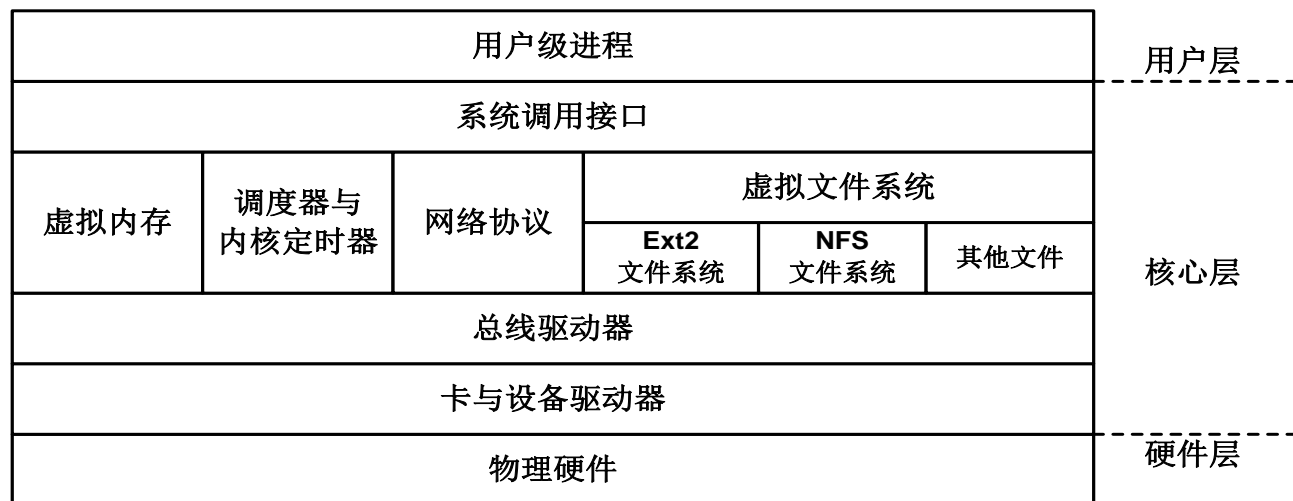 用户级进程
用户层
系统调用接口
虚拟内存
调度器与
内核定时器
网络协议
虚拟文件系统
Ext2
文件系统
NFS
文件系统
其他文件
核心层
总线驱动器
卡与设备驱动器
物理硬件
硬件层